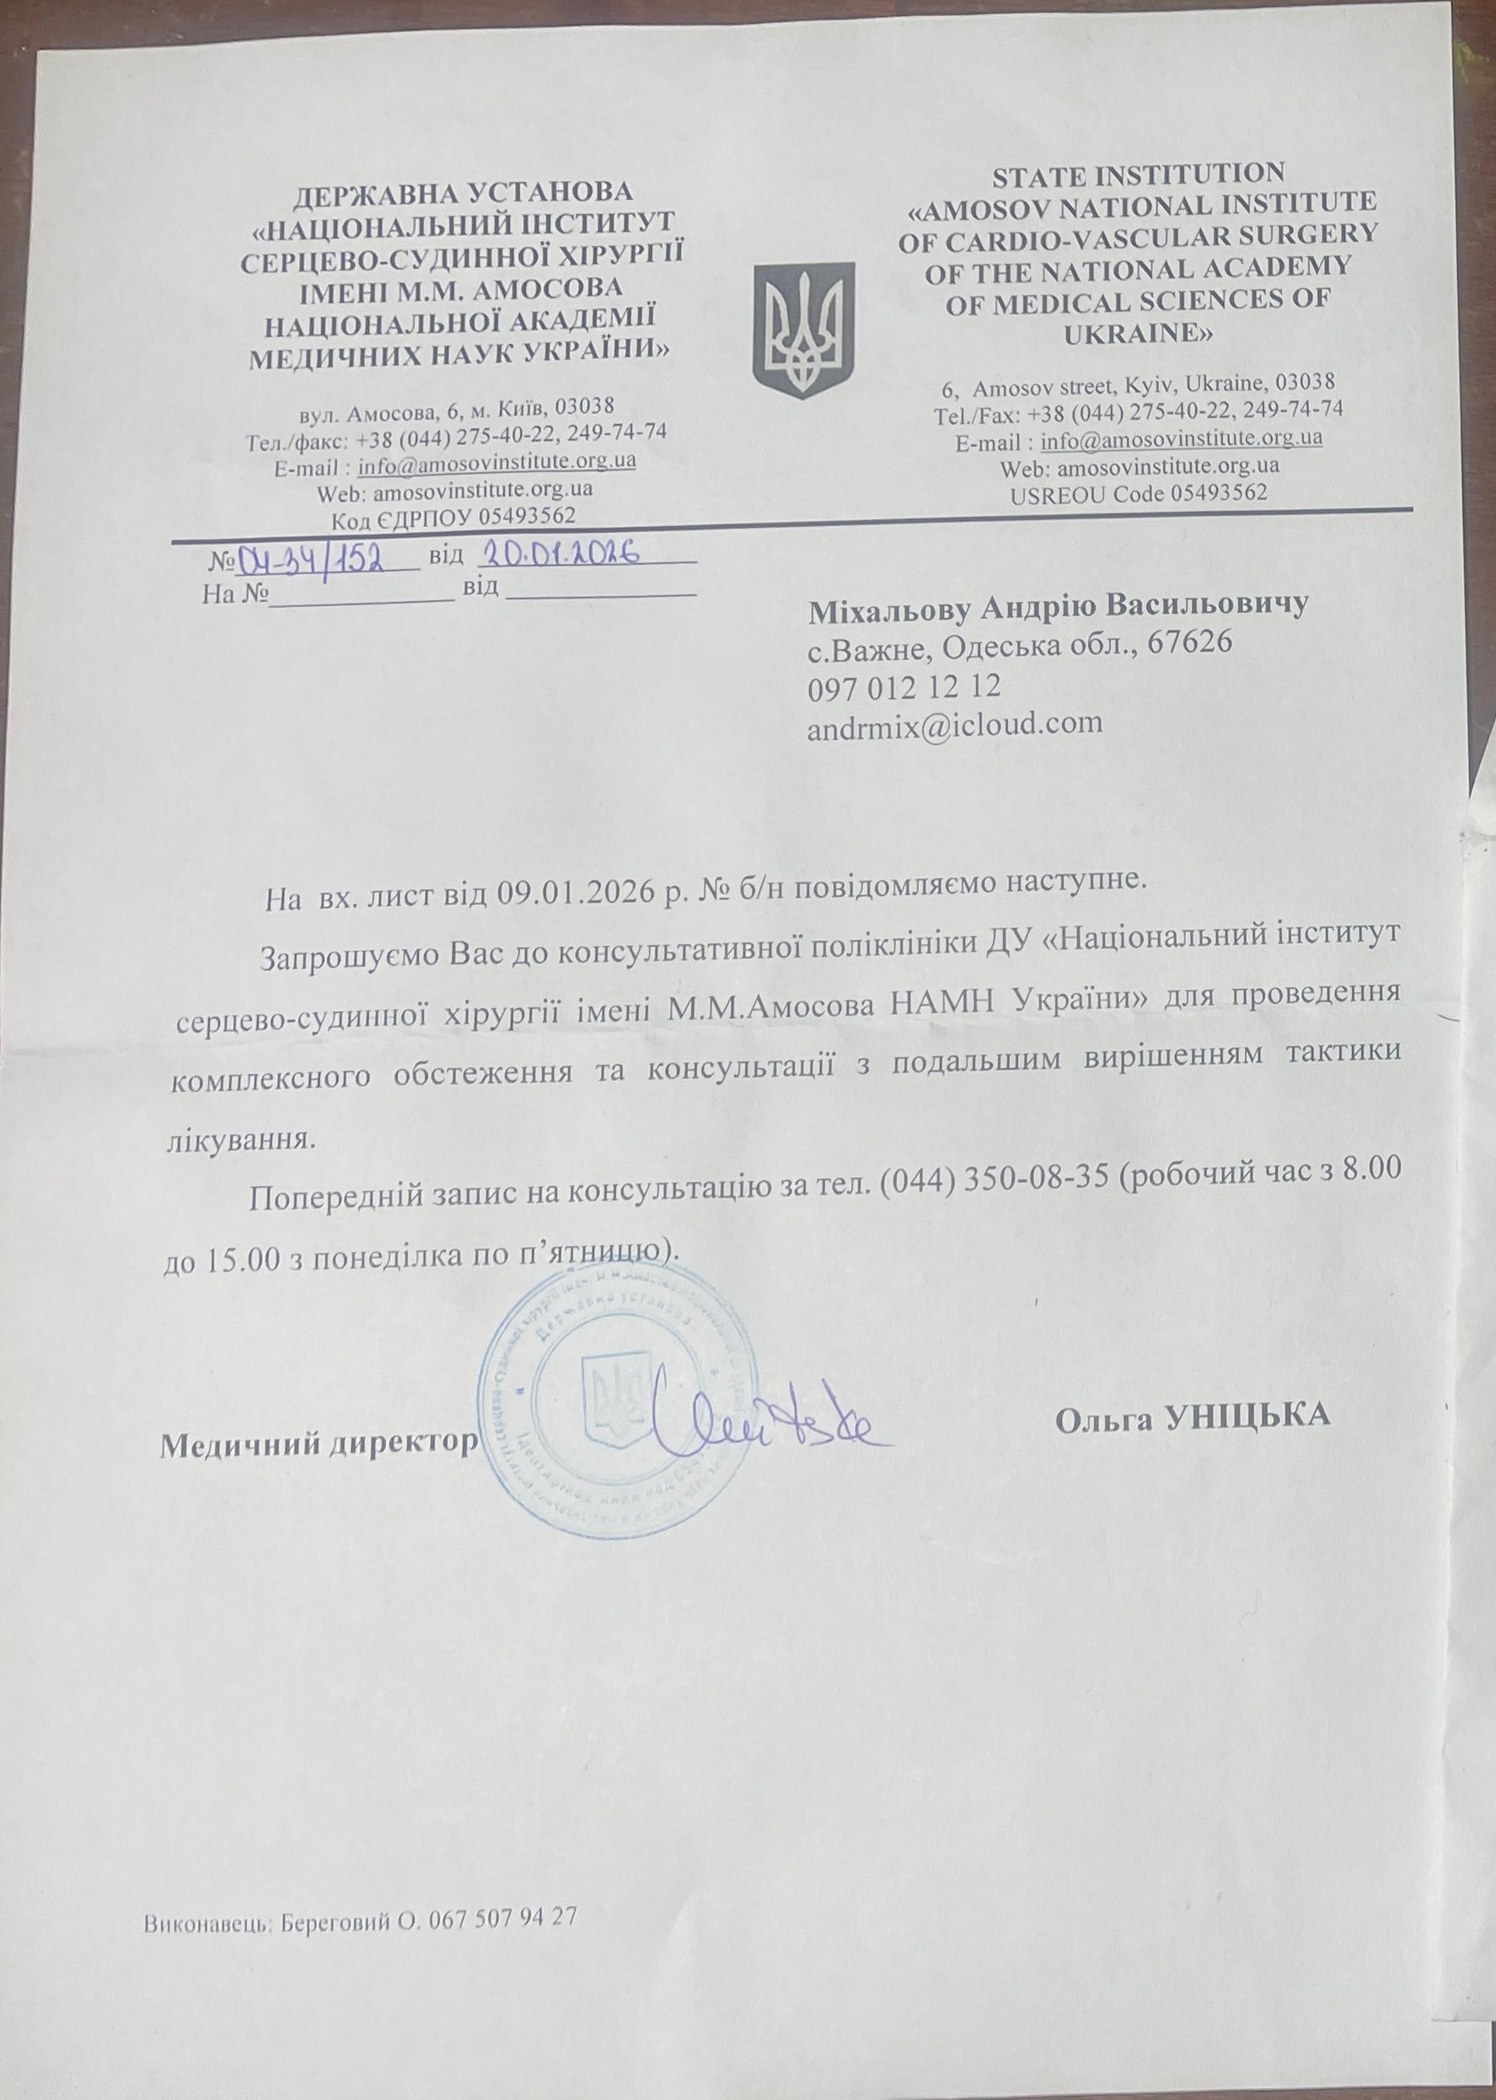 ДЕРЖАВНА УСТАНОВА
«НАЦІОНАЛЬНИЙ ІНСТИТУТ
СЕРЦЕВО-СУДИННОЇ ХІРУРГІЇ
ІМЕНІ М.М. АМОСОВА
НАЦІОНАЛЬНОЇ АКАДЕМІЇ
МЕДИЧНИХ НАУК УКРАЇНИ»
вул. Амосова, 6, м. Київ, 03038
Тел./факс: +38 (044) 275-40-22, 249-74-74
E-mail : info@amosovinstitute.org.ua
Web: amosovinstitute.org.ua
Код ЄДРПОУ 05493562
STATE INSTITUTION
«AMOSOV NATIONAL INSTITUTE
OF CARDIO-VASCULAR SURGERY
OF THE NATIONAL ACADEMY
OF MEDICAL SCIENCES OF
UKRAINE»
6, Amosov street, Kyiv, Ukraine, 03038
Tel./Fax: +38 (044) 275-40-22, 249-74-74
E-mail : info@amosovinstitute.org.ua
Web: amosovinstitute.org.ua
USREOU Code 05493562
№04-34/152 від 20.01.2026
На № від
Міхальову Андрію Васильовичу
с.Важне, Одеська обл., 67626
097 012 12 12
andrmix@icloud.com
На вх. лист від 09.01.2026 р. № б/н повідомляємо наступне.
Запрошуємо Вас до консультативної поліклініки ДУ «Національний інститут
серцево-судинної хірургії імені М.М.Амосова НАМН України» для проведення
комплексного обстеження та консультації з подальшим вирішенням тактики
лікування.
Попередній запис на консультацію за тел. (044) 350-08-35 (робочий час з 8.00
до 15.00 з понеділка по п’ятницю).
Державна установа
Медичний директор
Ольга УНІЦЬКА
Виконавець: Береговий О. 067 507 94 27